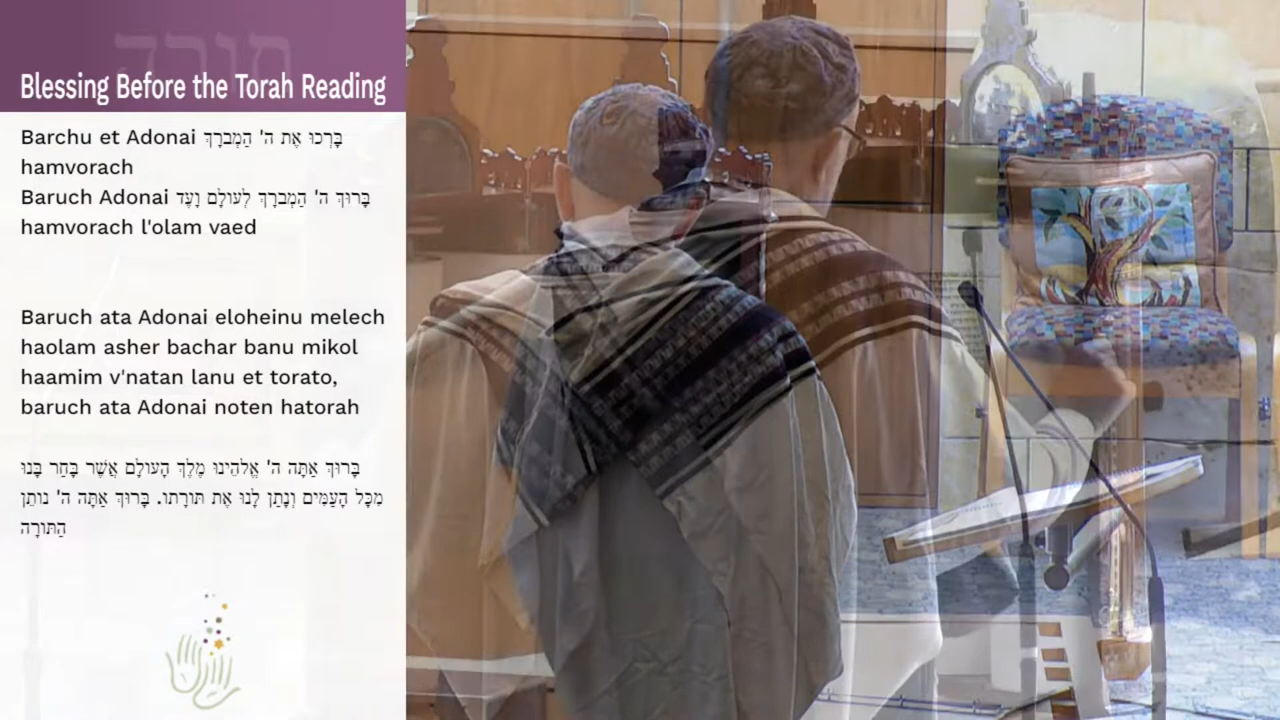 תורה
Blessing Before the Torah Reading
Barchu et Adonai בָּרְכוּ אֶת ה' הַמְבֹרָךְ
hamvorach
Baruch Adonai בָּרוּךְ ה' הַמְבֹרָךְ לְעוֹלָם וָעֶד
hamvorach l'olam vaed
Baruch ata Adonai eloheinu melech
haolam asher bachar banu mikol
haamim v'natan lanu et torato,
baruch ata Adonai noten hatorah
בָּרוּךְ אַתָּה ה' אֱלֹהֵינוּ מֶלֶךְ הָעוֹלָם אֲשֶׁר בָּחַר בָּנוּ
מִכָּל הָעַמִּים וְנָתַן לָנוּ אֶת תּוֹרָתוֹ. בָּרוּךְ אַתָּה ה' נוֹתֵן
הַתּוֹרָה